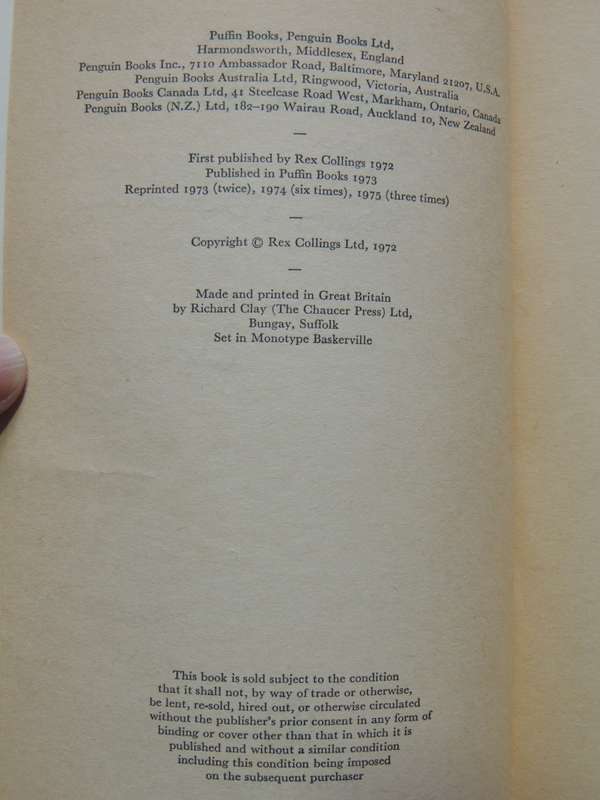 Puffin Books, Penguin Books Ltd,
Harmondsworth, Middlesex, England
Penguin Books Inc., 7110 Ambassador Road, Baltimore, Maryland 21207, U.S.A.
Penguin Books Australia Ltd, Ringwood, Victoria, Australia
Penguin Books Canada Ltd, 41 Steelcase Road West, Markham, Ontario, Canada
Penguin Books (N.Z.) Ltd, 182–190 Wairau Road, Auckland 10, New Zealand
—
First published by Rex Collings 1972
Published in Puffin Books 1973
Reprinted 1973 (twice), 1974 (six times), 1975 (three times)
—
Copyright © Rex Collings Ltd, 1972
—
Made and printed in Great Britain
by Richard Clay (The Chaucer Press) Ltd,
Bungay, Suffolk
Set in Monotype Baskerville
This book is sold subject to the condition
that it shall not, by way of trade or otherwise,
be lent, re-sold, hired out, or otherwise circulated
without the publisher's prior consent in any form of
binding or cover other than that in which it is
published and without a similar condition
including this condition being imposed
on the subsequent purchaser